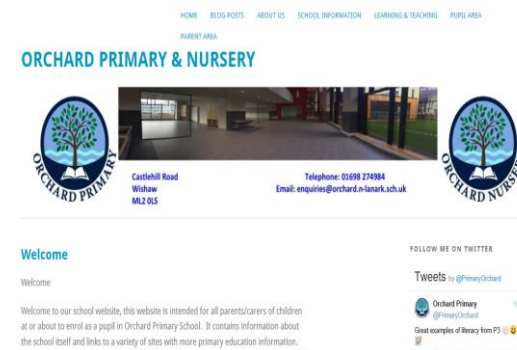 HOME BLOG POSTS ABOUT US SCHOOL INFORMATION LEARNING & TEACHING PUPIL AREA
PARENT AREA
ORCHARD PRIMARY & NURSERY
ORCHARD PRIMARY
ORCHARD NURSERY
Castlehill Road
Wishaw
ML2 0LS
Telephone: 01698 274984
Email: enquiries@orchard.n-lanark.sch.uk
Welcome
Welcome
Welcome to our school website, this website is intended for all parents/carers of children
at or about to enrol as a pupil in Orchard Primary School. It contains information about
the school itself and links to a variety of sites with more primary education information.
FOLLOW ME ON TWITTER
Tweets by @PrimaryOrchard
Orchard Primary
@PrimaryOrchard
Great examples of literacy from P3